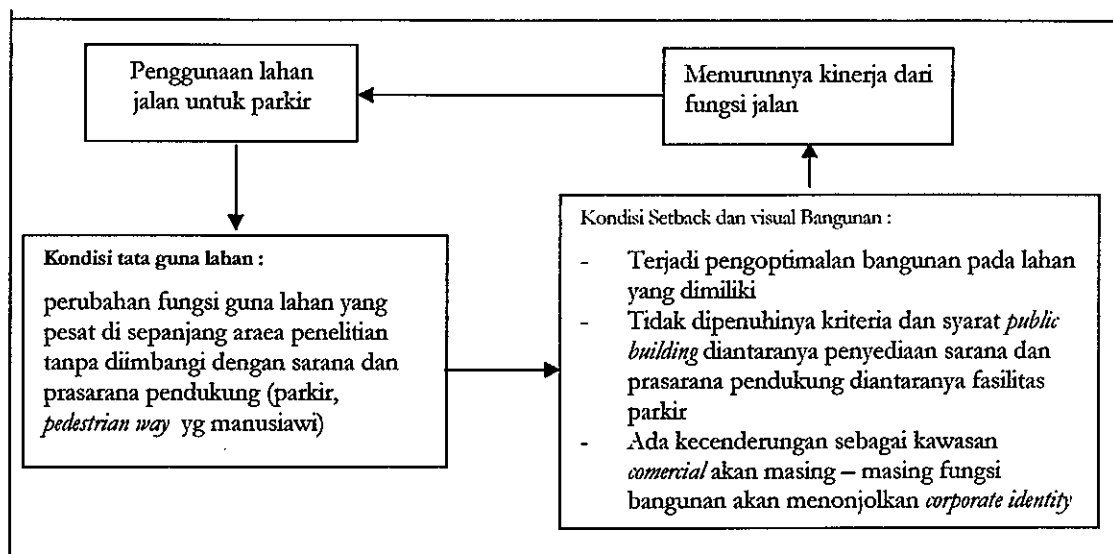 Penggunaan lahan
jalan untuk parkir
Menurunnya kinerja dari
fungsi jalan
Kondisi tata guna lahan :
perubahan fungsi guna lahan yang
pesat di sepanjang araea penelitian
tanpa diimbangi dengan sarana dan
prasarana pendukung (parkir,
pedestrian way yg manusiawi)
Kondisi Setback dan visual Bangunan :
- Terjadi pengoptimalan bangunan pada lahan
yang dimiliki
- Tidak dipenuhinya kriteria dan syarat public
building diantaranya penyediaan sarana dan
prasarana pendukung diantaranya fasilitas
parkir
- Ada kecenderungan sebagai kawasan
comercial akan masing – masing fungsi
bangunan akan menonjolkan corporate identity